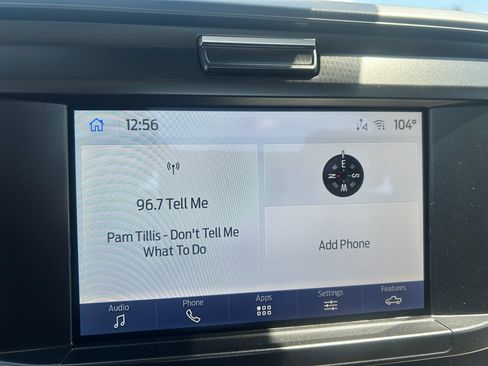 12:56
104°
96.7 Tell Me
Pam Tillis - Don't Tell Me
What To Do
E
N S
W
Add Phone
Audio
Phone
Apps
Settings
Features